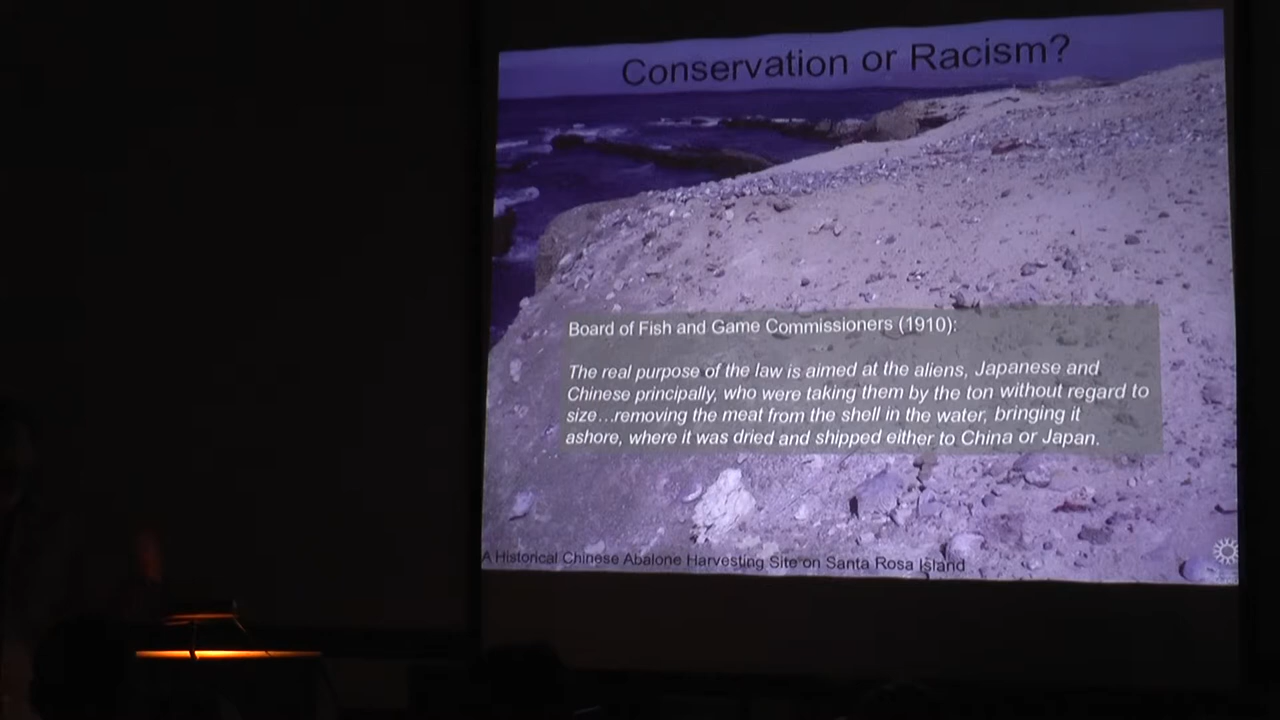 Conservation or Racism?
Board of Fish and Game Commissioners (1910):
The real purpose of the law is aimed at the aliens, Japanese and
Chinese principally, who were taking them by the ton without regard to
size...removing the meat from the shell in the water, bringing it
ashore, where it was dried and shipped either to China or Japan.
A Historical Chinese Abalone Harvesting Site on Santa Rosa Island